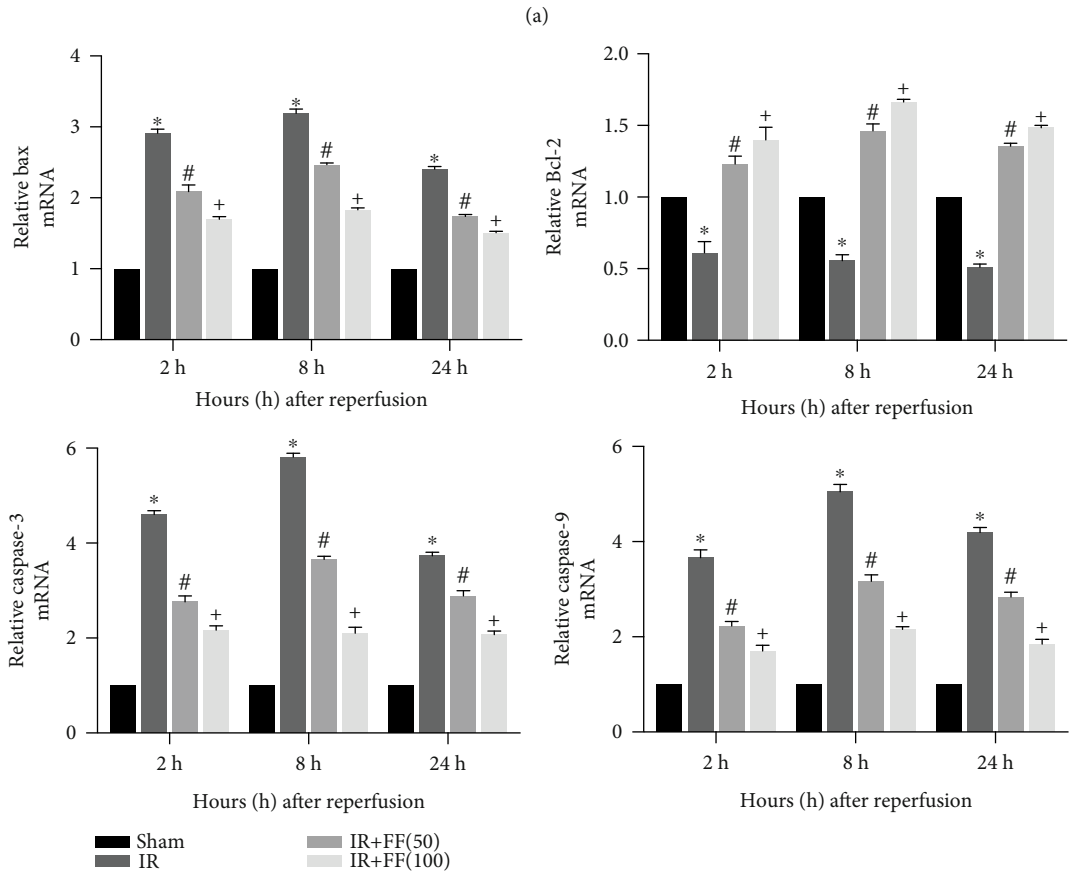 (a)
Relative bax
mRNA
4
3
2
1
0
*
#
+
*
#
+
*
#
+
2 h
8 h
24 h
Hours (h) after reperfusion
Relative Bcl-2
mRNA
2.0
1.5
1.0
0.5
0.0
*
#
+
*
#
+
*
#
+
2 h
8 h
24 h
Hours (h) after reperfusion
Relative caspase-3
mRNA
6
4
2
0
*
#
+
*
#
+
*
#
+
2 h
8 h
24 h
Hours (h) after reperfusion
Relative caspase-9
mRNA
6
4
2
0
*
#
+
*
#
+
*
#
+
2 h
8 h
24 h
Hours (h) after reperfusion
Sham
IR
IR+FF(50)
IR+FF(100)